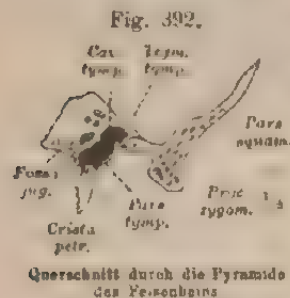 Fig. 392.
Cav. tymp.
Tegm. tymp.
Pars squam.
Fossa jug.
Proc. zygom.
Pars tymp.
Crista petr.
Querschnitt durch die Pyramide
des Felsenbeins